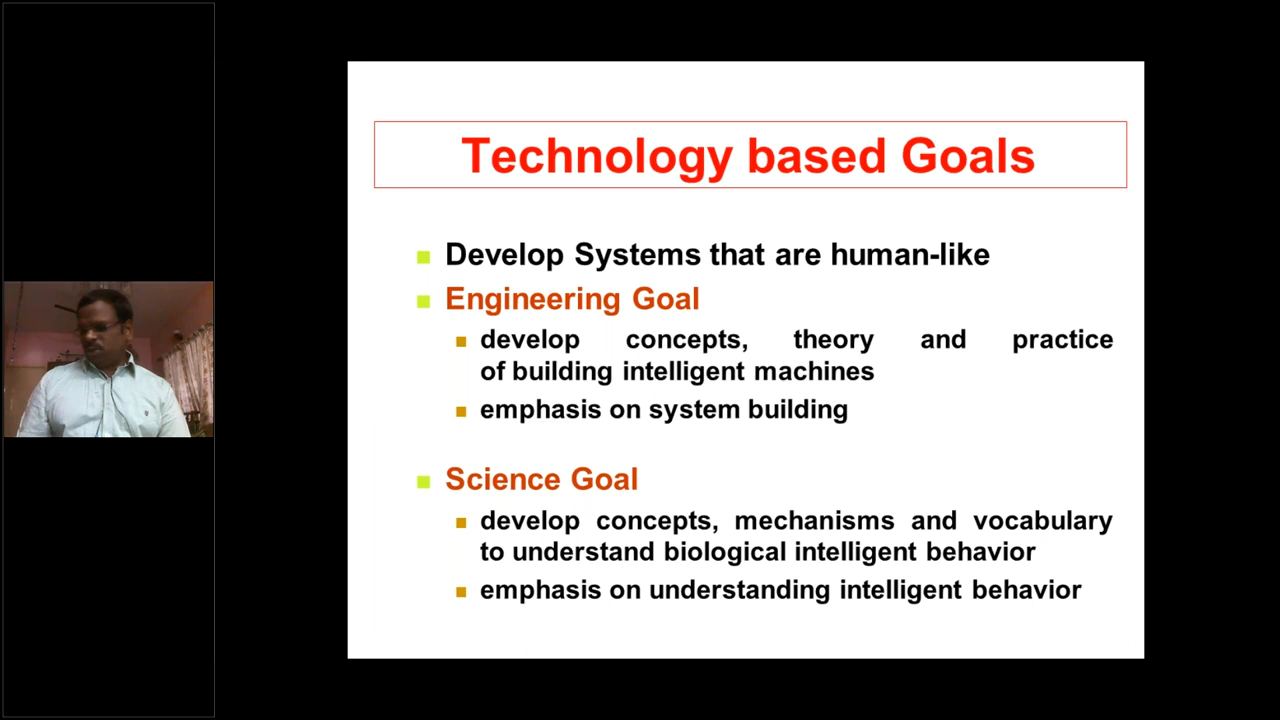 Technology based Goals
Develop Systems that are human-like
Engineering Goal
develop concepts, theory and practice
of building intelligent machines
emphasis on system building
Science Goal
develop concepts, mechanisms and vocabulary
to understand biological intelligent behavior
emphasis on understanding intelligent behavior